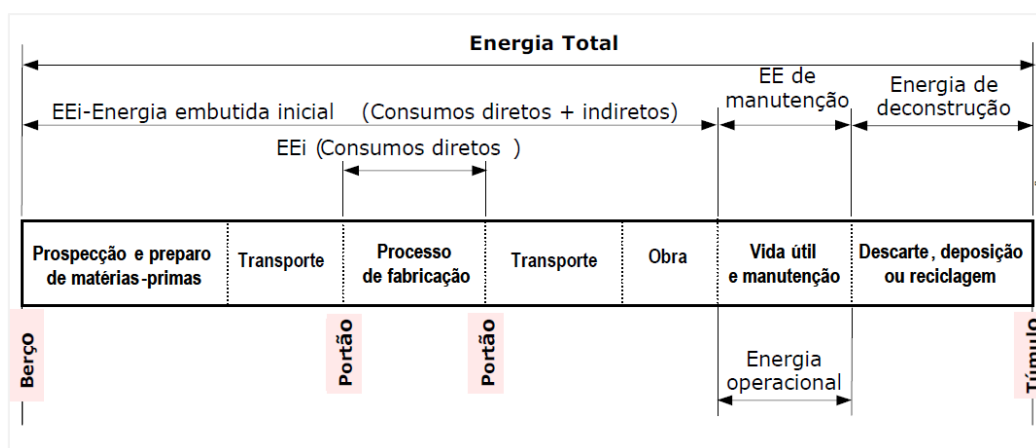 Energia Total
EE de
manutenção
Energia de
deconstrução
EEi-Energia embutida inicial (Consumos diretos + indiretos)
EEi (Consumos diretos )
Prospecção e preparo
de matérias-primas
Transporte
Processo
de fabricação
Transporte
Obra
Vida útil
e manutenção
Descarte, deposição
ou reciclagem
Berço
Portão
Portão
Túmulo
Energia
operacional